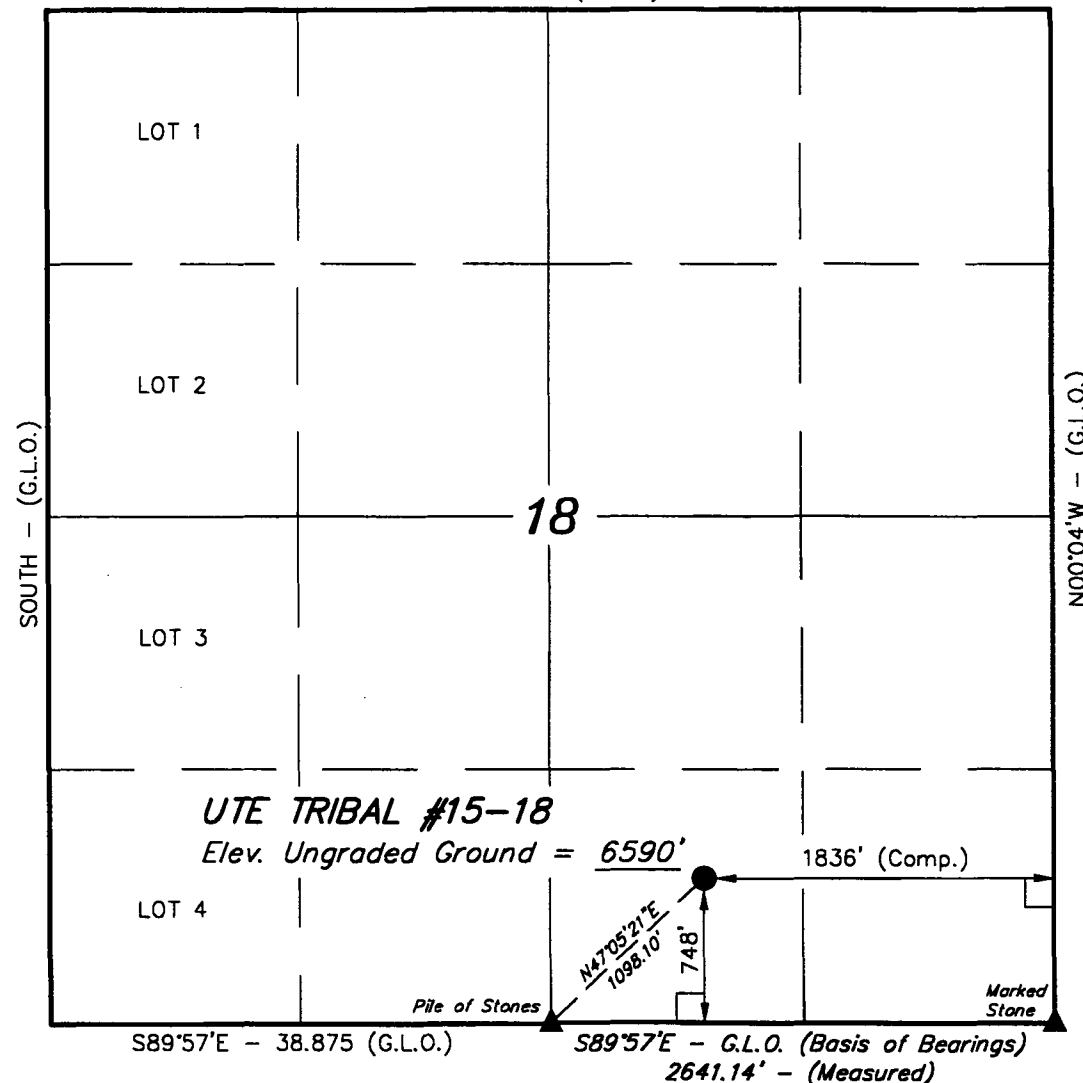 LOT 1
LOT 2
SOUTH – (G.L.O.)
N00°04'W – (G.L.O.)
18
LOT 3
UTE TRIBAL #15–18
Elev. Ungraded Ground = 6590'
1836' (Comp.)
LOT 4
N47°05'21"E
1098.10'
748'
Pile of Stones
Marked
Stone
S89°57'E – 38.875 (G.L.O.)
S89°57'E – G.L.O. (Basis of Bearings)
2641.14' – (Measured)